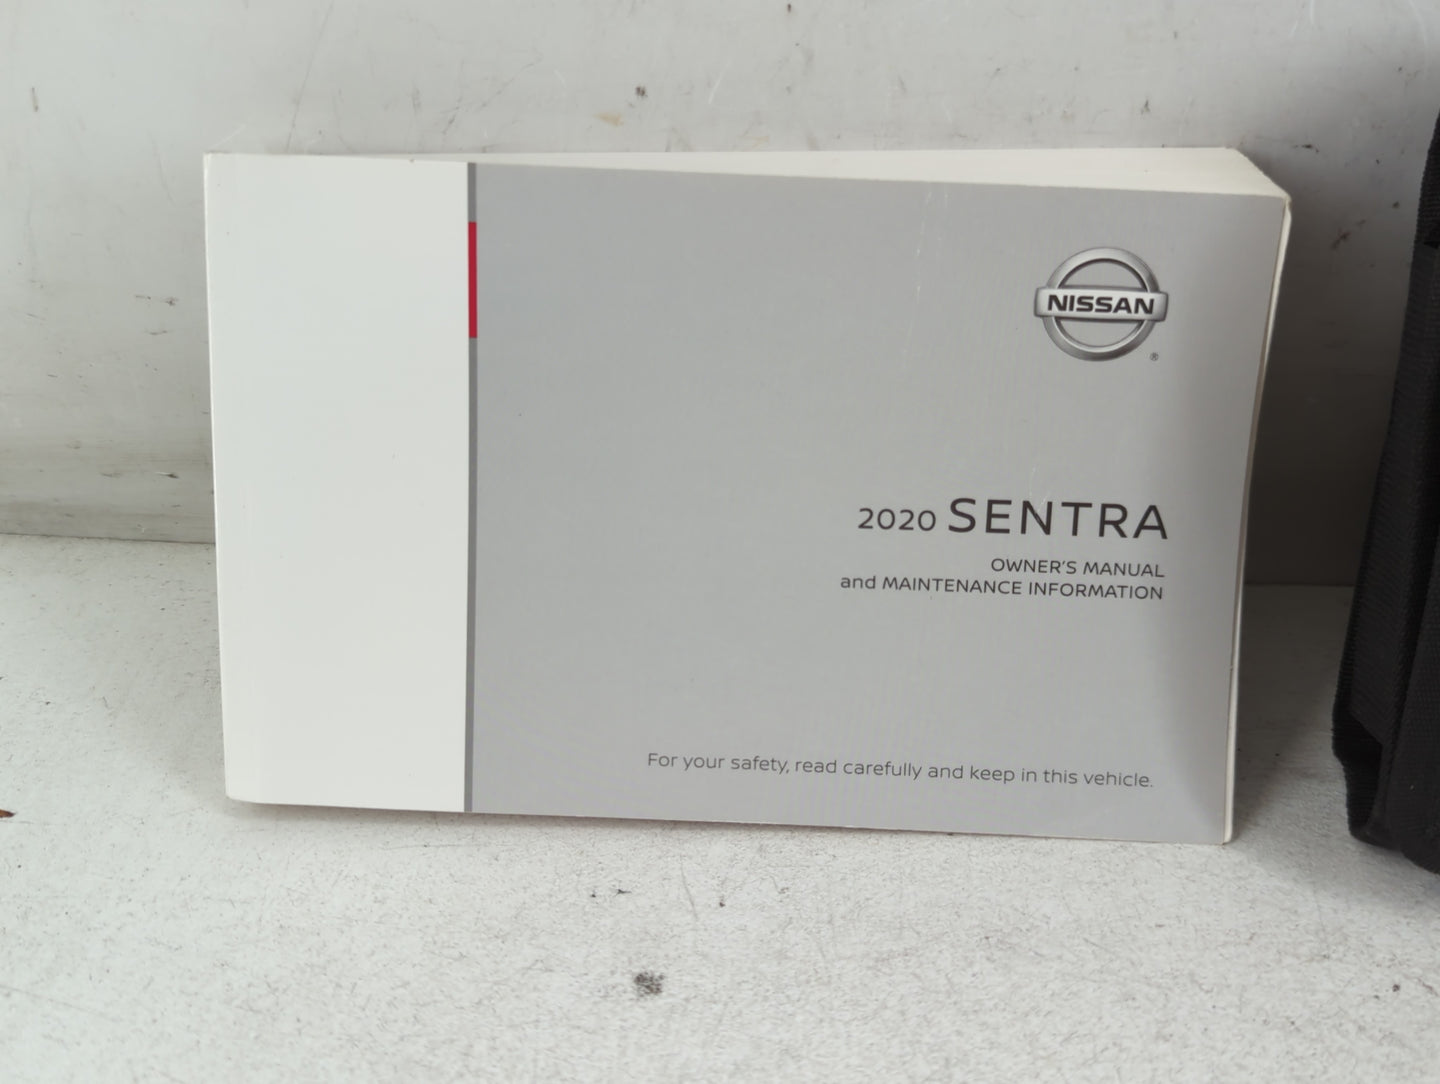 NISSAN
®
2020 SENTRA
OWNER'S MANUAL
and MAINTENANCE INFORMATION
For your safety, read carefully and keep in this vehicle.